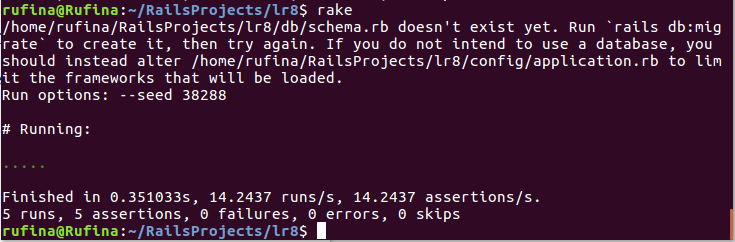 rufina@Rufina:~/RailsProjects/lr8$ rake
/home/rufina/RailsProjects/lr8/db/schema.rb doesn't exist yet. Run `rails db:mig
rate` to create it, then try again. If you do not intend to use a database, you
should instead alter /home/rufina/RailsProjects/lr8/config/application.rb to lim
it the frameworks that will be loaded.
Run options: --seed 38288
# Running:
.....
Finished in 0.351033s, 14.2437 runs/s, 14.2437 assertions/s.
5 runs, 5 assertions, 0 failures, 0 errors, 0 skips
rufina@Rufina:~/RailsProjects/lr8$